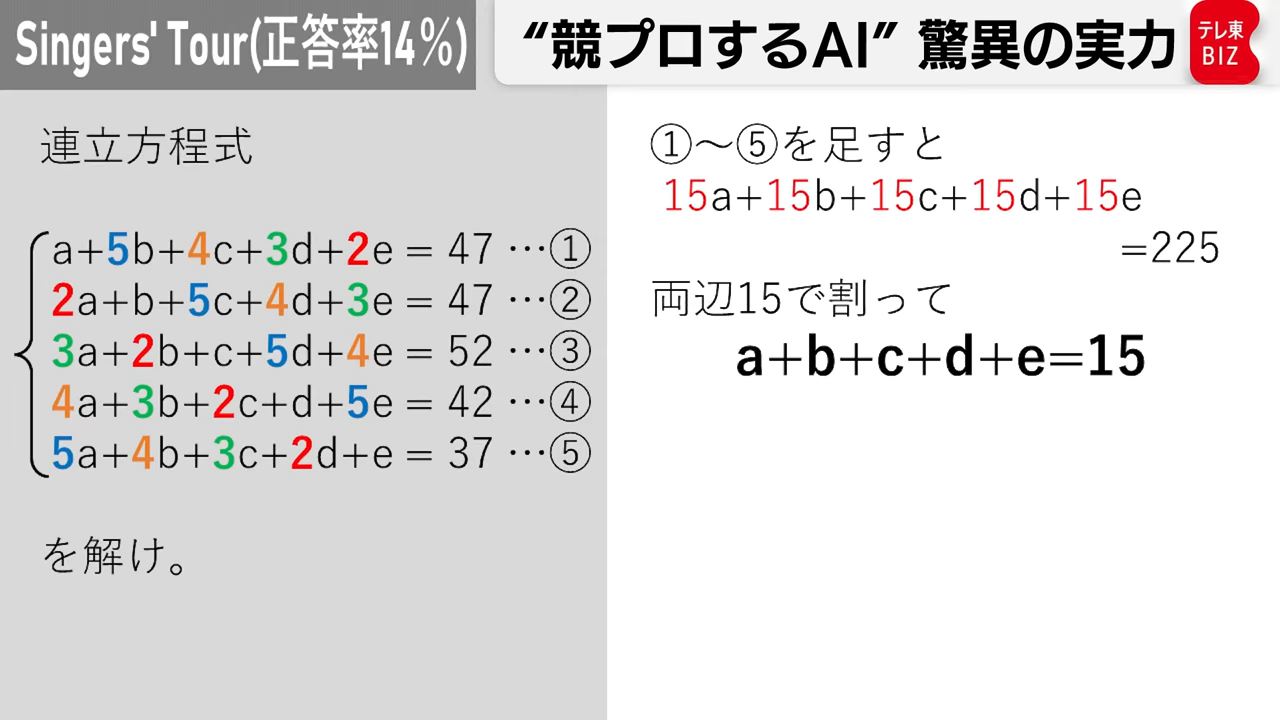 Singers' Tour(正答率14%)
“競プロするAI” 驚異の実力
テレ東
BIZ
連立方程式
a+5b+4c+3d+2e = 47 …①
2a+b+5c+4d+3e = 47 …②
3a+2b+c+5d+4e = 52 …③
4a+3b+2c+d+5e = 42 …④
5a+4b+3c+2d+e = 37 …⑤
を解け。
①～⑤を足すと
15a+15b+15c+15d+15e
=225
両辺15で割って
a+b+c+d+e=15